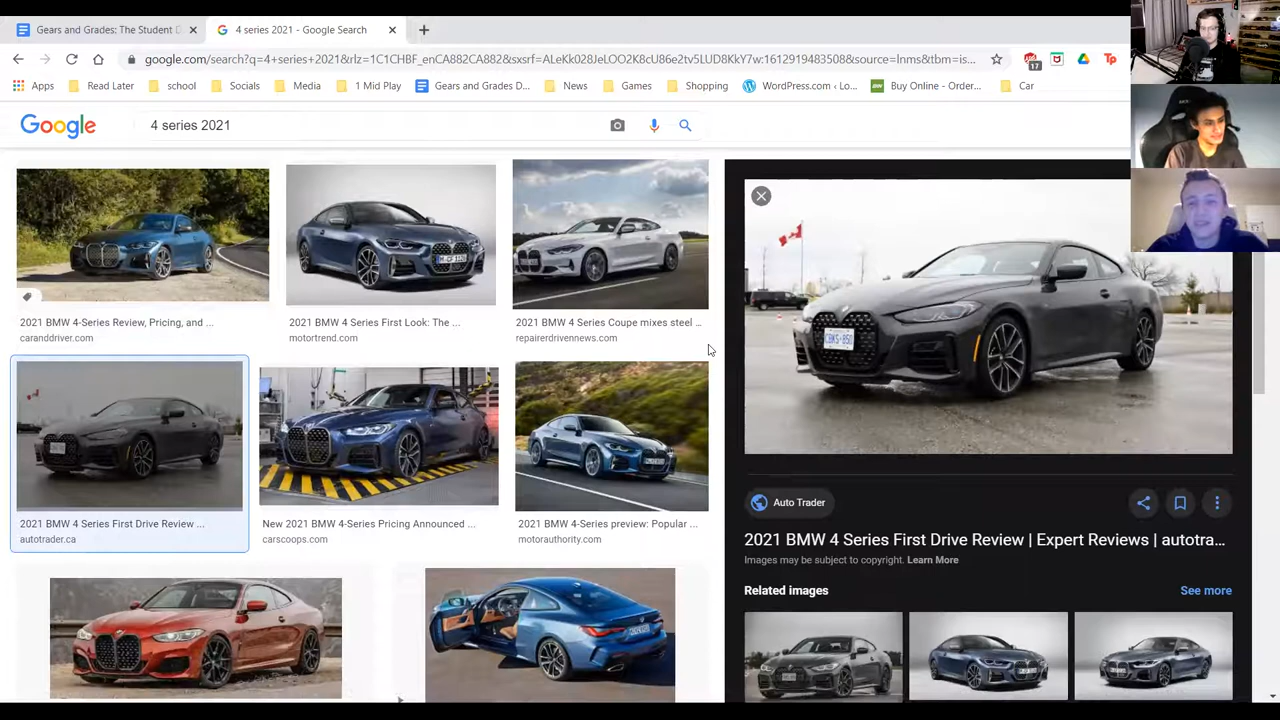 Gears and Grades: The Student D
4 series 2021 - Google Search
google.com/search?q=4+series+2021&rlz=1C1CHBF_enCA882CA882&sxsrf=ALeKk028JeLOO2K8cU86e2tv5LUD8KkY7w:1612919483508&source=lnms&tbm=is...
17
Tp
Apps
Read Later
school
Socials
Media
1 Mid Play
Gears and Grades D...
News
Games
Shopping
WordPress.com ‹ Lo...
Buy Online - Order...
Car
Google
4 series 2021
2021 BMW 4-Series Review, Pricing, and ...
caranddriver.com
2021 BMW 4 Series First Look: The ...
motortrend.com
2021 BMW 4 Series Coupe mixes steel ...
repairerdrivennews.com
CBKS·850
2021 BMW 4 Series First Drive Review ...
autotrader.ca
New 2021 BMW 4-Series Pricing Announced ...
carscoops.com
2021 BMW 4-Series preview: Popular ...
motorauthority.com
Auto Trader
2021 BMW 4 Series First Drive Review | Expert Reviews | autotra...
Images may be subject to copyright. Learn More
Related images
See more